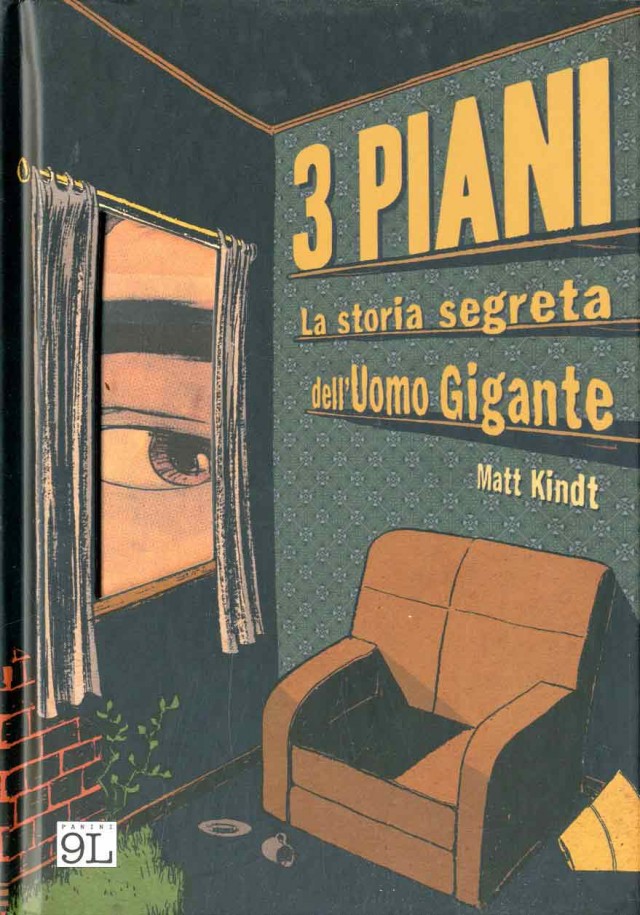 3 PIANI
La storia segreta
dell'Uomo Gigante
Matt Kindt
PANINI
9L